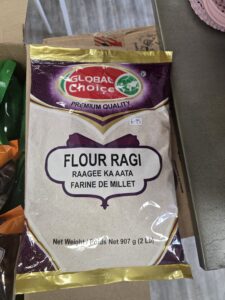 GLOBAL
Choice
PREMIUM QUALITY
FLOUR RAGI
RAAGEE KA AATA
FARINE DE MILLET
Net Weight / Poids Net 907 g (2 Lb)